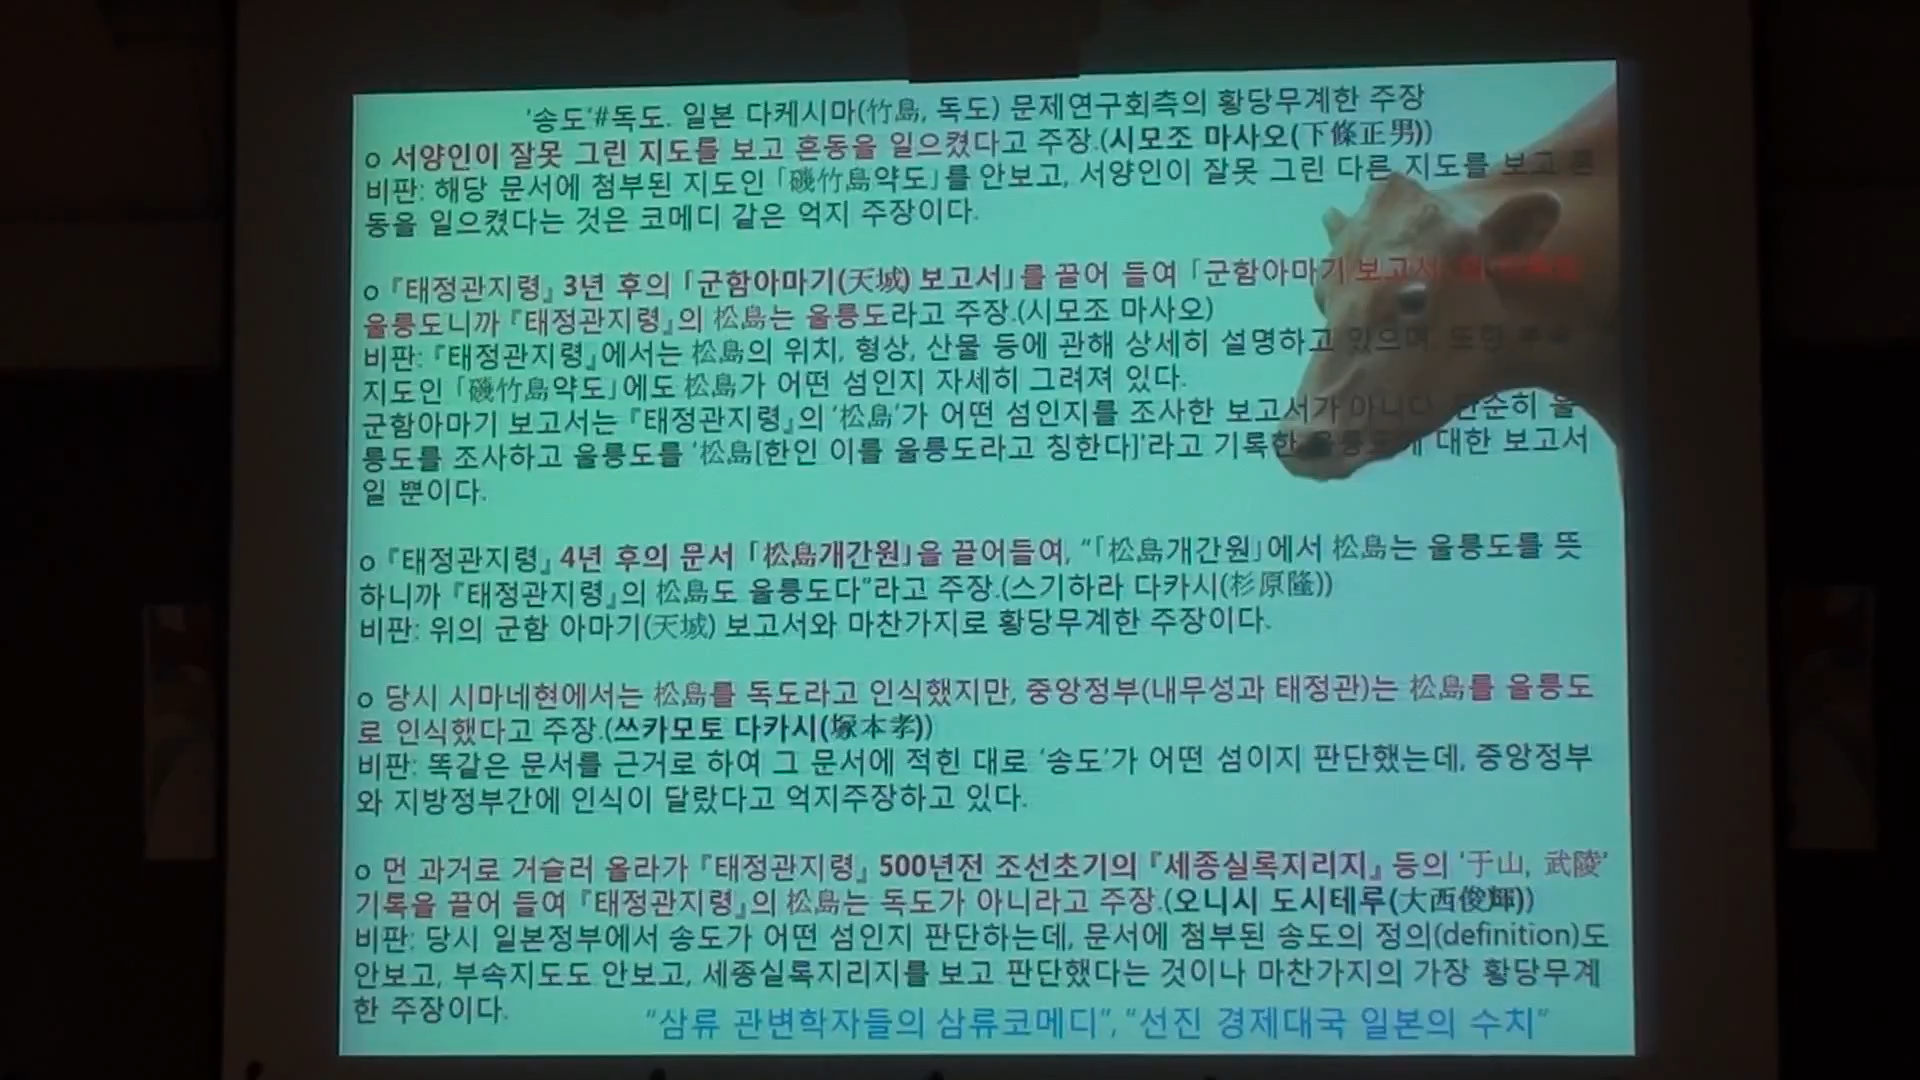 '송도'#독도. 일본 다케시마(竹島, 독도) 문제연구회측의 황당무계한 주장
o 서양인이 잘못 그린 지도를 보고 혼동을 일으켰다고 주장.(시모조 마사오(下條正男))
비판: 해당 문서에 첨부된 지도인 「磯竹島약도」를 안보고, 서양인이 잘못 그린 다른 지도를 보고 혼
동을 일으켰다는 것은 코메디 같은 억지 주장이다.
o 『태정관지령』 3년 후의 「군함아마기(天城) 보고서」를 끌어 들여 「군함아마기 보고서
울릉도니까 『태정관지령』의 松島는 울릉도라고 주장.(시모조 마사오)
비판: 『태정관지령』에서는 松島의 위치, 형상, 산물 등에 관해 상세히 설명하고 있으며 또한 부속
지도인 「磯竹島약도」에도 松島가 어떤 섬인지 자세히 그려져 있다.
군함아마기 보고서는 『태정관지령』의 '松島'가 어떤 섬인지를 조사한 보고서가 아니다. 단순히 울
릉도를 조사하고 울릉도를 '松島[한인 이를 울릉도라고 칭한다]'라고 기록한 울릉도에 대한 보고서
일 뿐이다.
o 『태정관지령』 4년 후의 문서 「松島개간원」을 끌어들여, “「松島개간원」에서 松島는 울릉도를 뜻
하니까 『태정관지령』의 松島도 울릉도다”라고 주장.(스기하라 다카시(杉原隆))
비판: 위의 군함 아마기(天城) 보고서와 마찬가지로 황당무계한 주장이다.
o 당시 시마네현에서는 松島를 독도라고 인식했지만, 중앙정부(내무성과 태정관)는 松島를 울릉도
로 인식했다고 주장.(쓰카모토 다카시(塚本孝))
비판: 똑같은 문서를 근거로 하여 그 문서에 적힌 대로 '송도'가 어떤 섬이지 판단했는데, 중앙정부
와 지방정부간에 인식이 달랐다고 억지주장하고 있다.
o 먼 과거로 거슬러 올라가 『태정관지령』 500년전 조선초기의 『세종실록지리지』 등의 '于山, 武陵'
기록을 끌어 들여 『태정관지령』의 松島는 독도가 아니라고 주장.(오니시 도시테루(大西俊輝))
비판: 당시 일본정부에서 송도가 어떤 섬인지 판단하는데, 문서에 첨부된 송도의 정의(definition)도
안보고, 부속지도도 안보고, 세종실록지리지를 보고 판단했다는 것이나 마찬가지의 가장 황당무계
한 주장이다.
“삼류 관변학자들의 삼류코메디”, “선진 경제대국 일본의 수치”